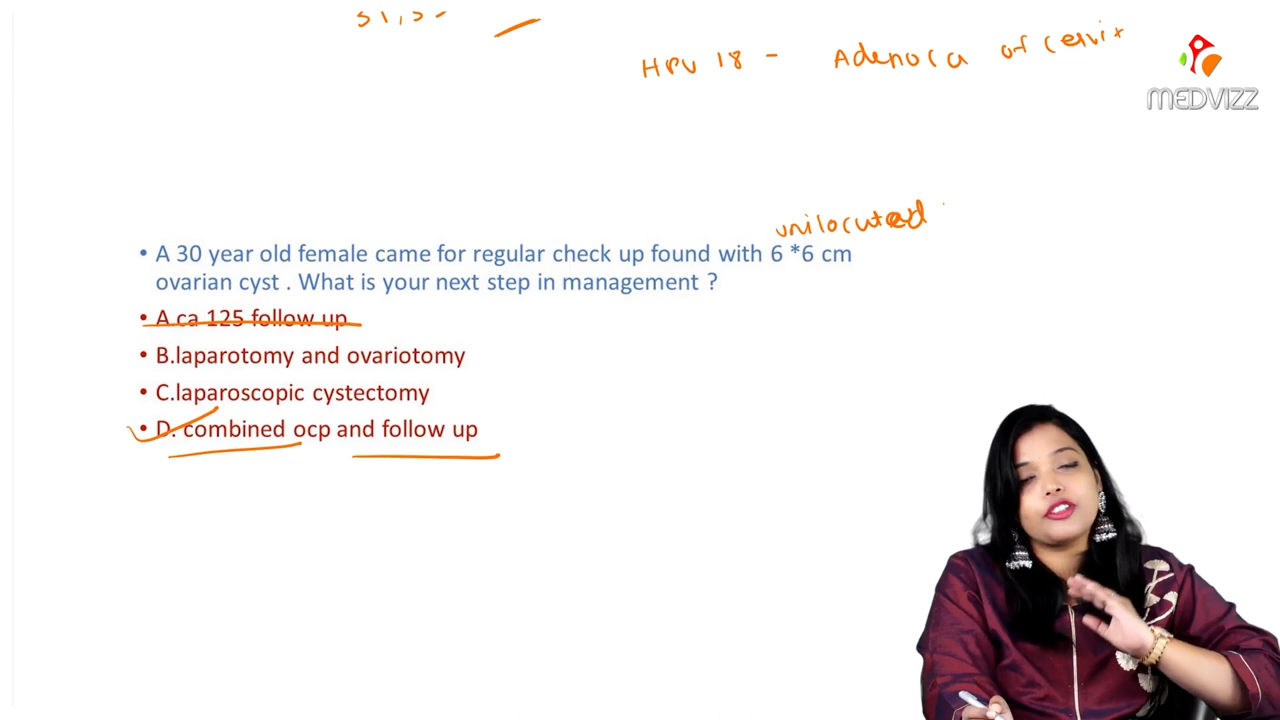 HPV 18 - Adenoca of cervix
MEDVIZZ
unilocul
• A 30 year old female came for regular check up found with 6 *6 cm
ovarian cyst . What is your next step in management ?
• A.ca 125 follow up
• B.laparotomy and ovariotomy
• C.laparoscopic cystectomy
• D. combined ocp and follow up